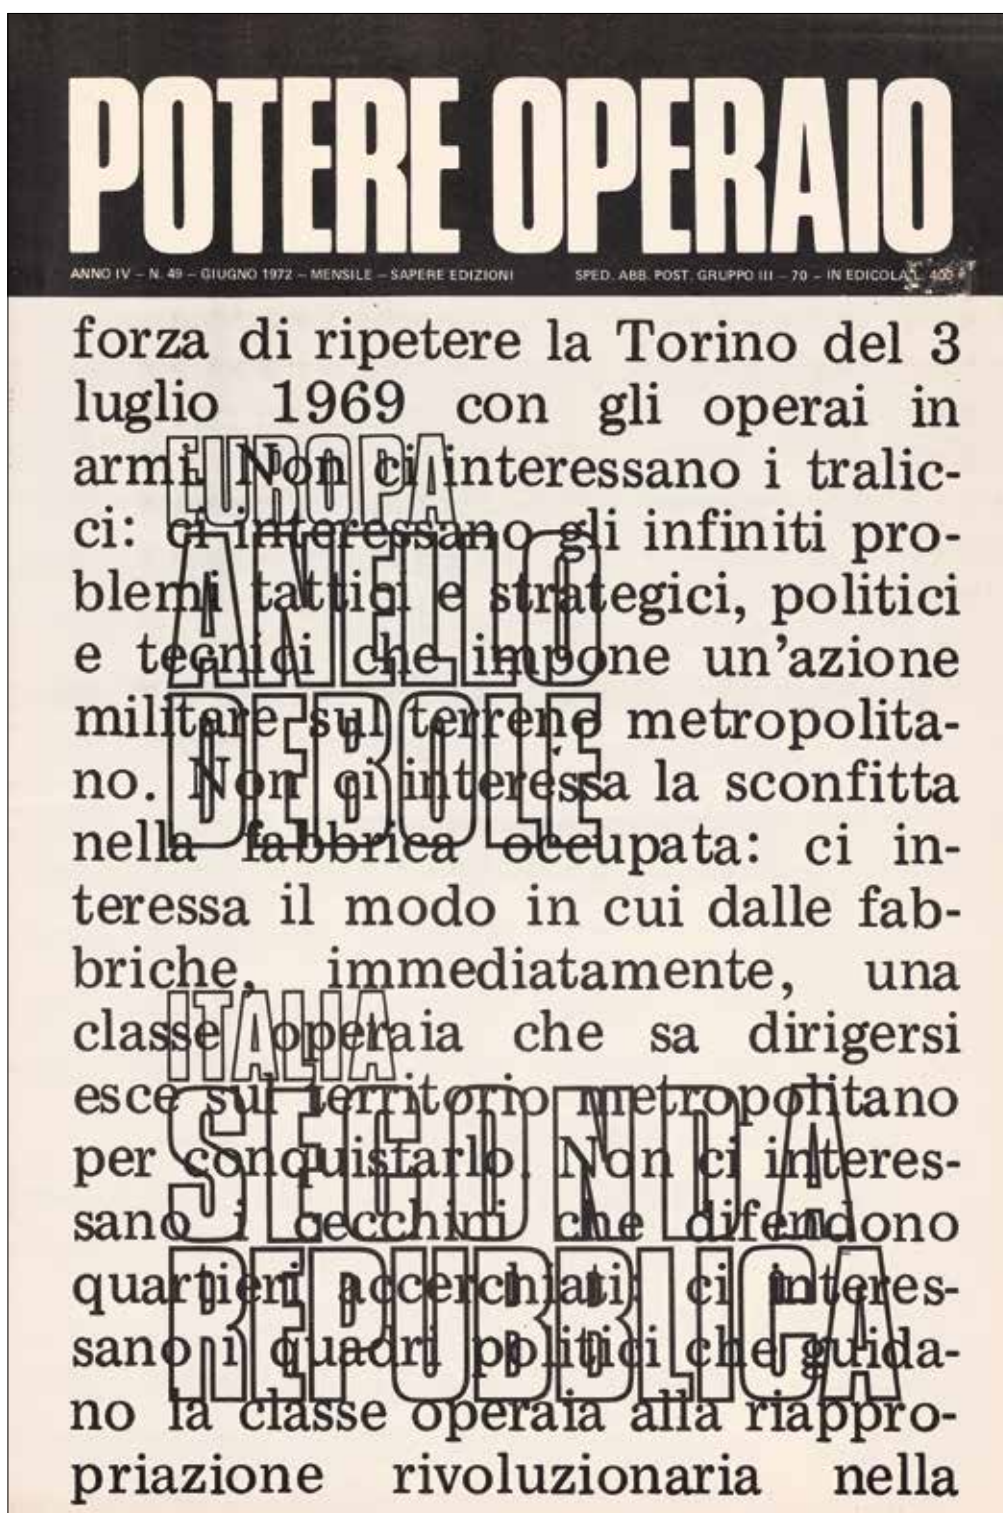 POTERE OPERAIO
ANNO IV – N. 49 – GIUGNO 1972 – MENSILE – SAPERE EDIZIONI SPED. ABB. POST. GRUPPO III – 70 – IN EDICOLA L. 400
forza di ripetere la Torino del 3
luglio 1969 con gli operai in
armi. Non ci interessano i tralic-
ci: ci interessano gli infiniti pro-
blemi tattici e strategici, politici
e tecnici che impone un'azione
militare sul terreno metropolita-
no. Non ci interessa la sconfitta
nella fabbrica occupata: ci in-
teressa il modo in cui dalle fab-
briche, immediatamente, una
classe operaia che sa dirigersi
esce sul territorio metropolitano
per conquistarlo. Non ci interes-
sano i cecchini che difendono
quartieri accerchiati: ci interes-
sano i quadri politici che guida-
no la classe operaia alla riappro-
priazione rivoluzionaria nella
EUROPA
ANELLO
DEBOLE
ITALIA
SECONDA
REPUBBLICA